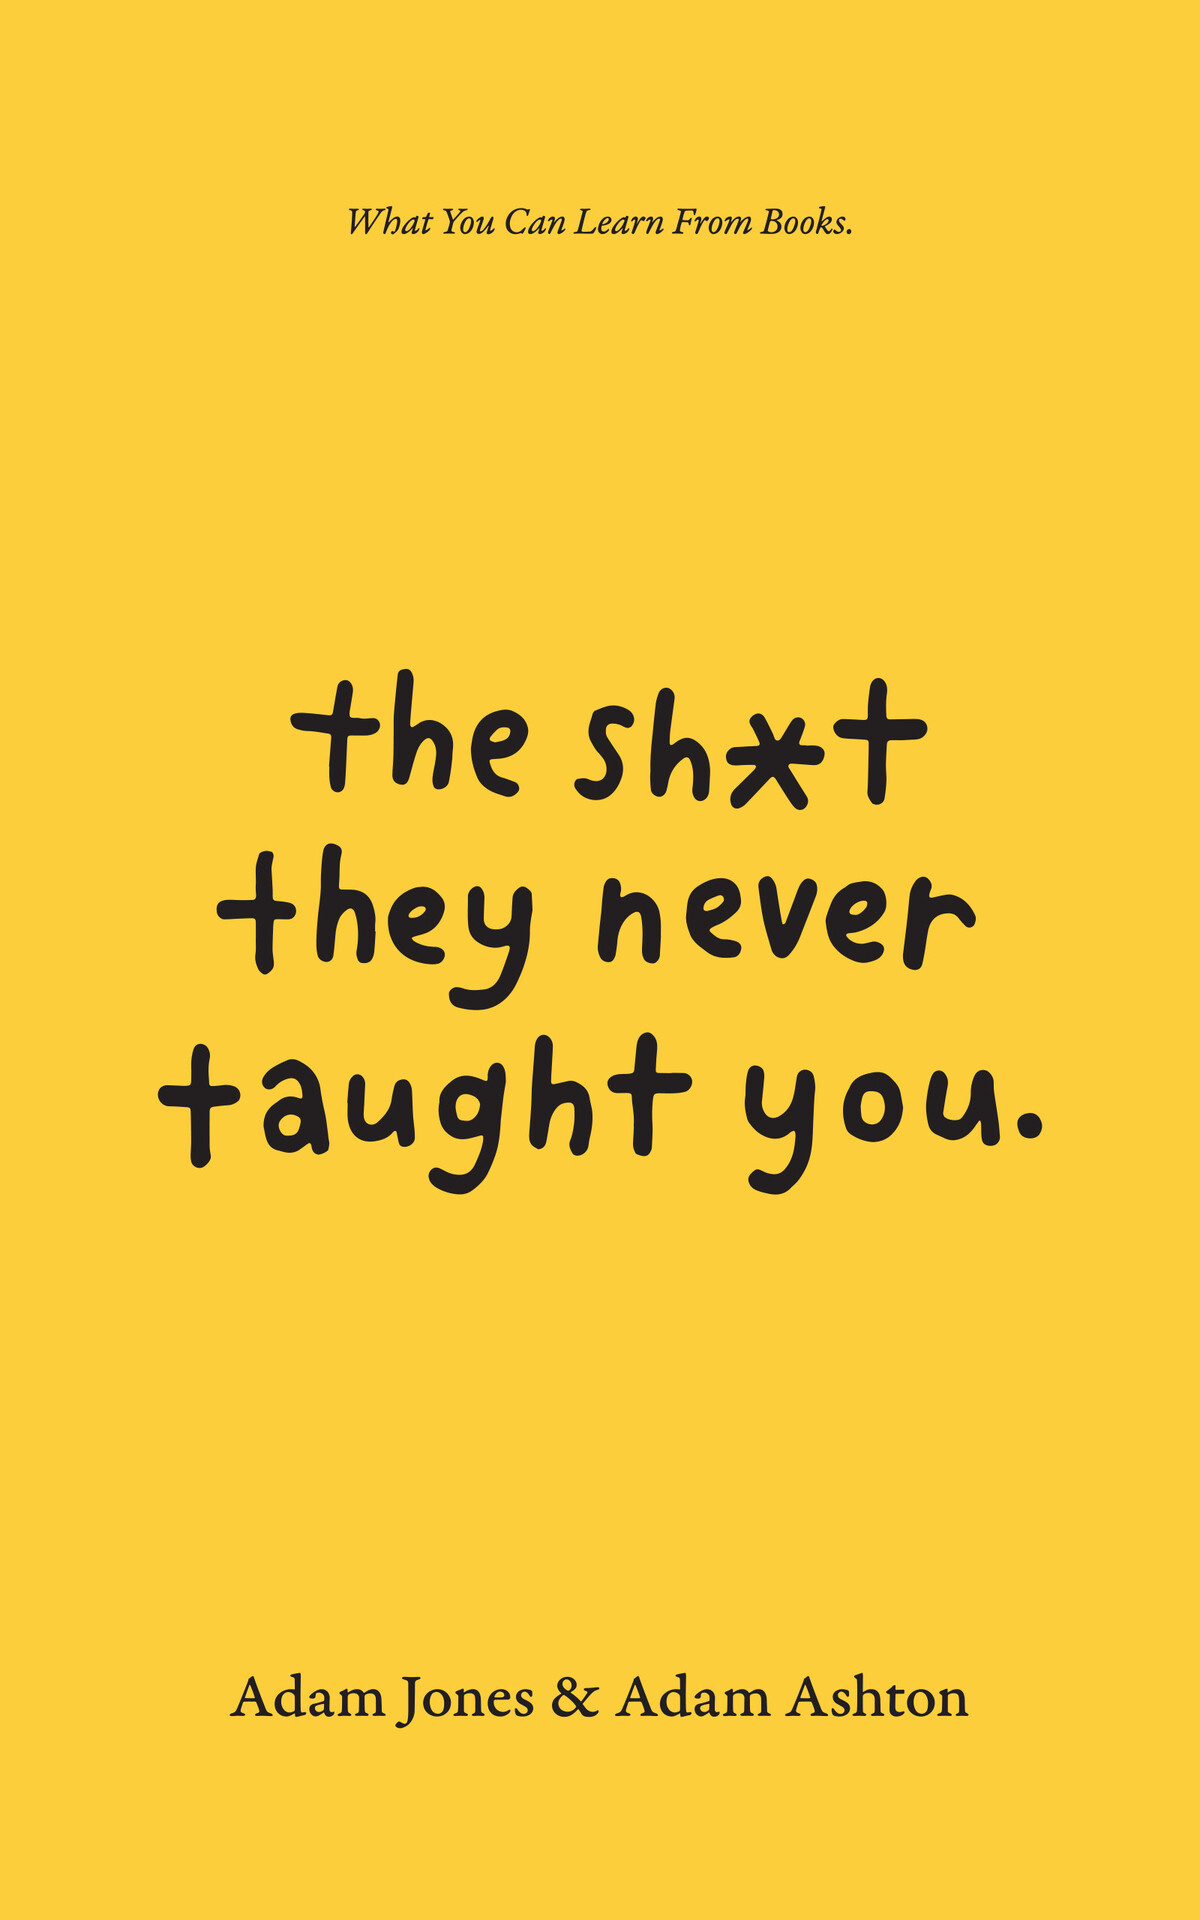 What You Can Learn From Books.
the sh*t
they never
taught you.
Adam Jones & Adam Ashton